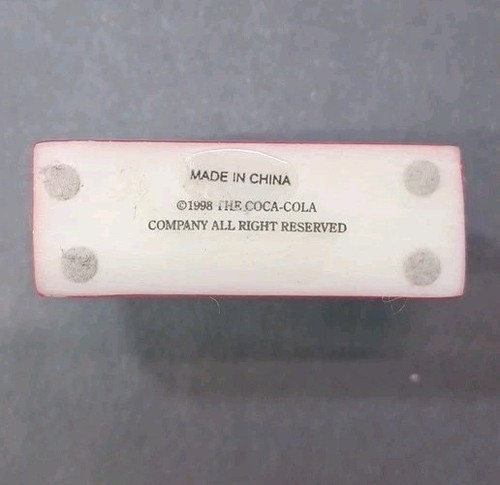 MADE IN CHINA
©1998 THE COCA-COLA
COMPANY ALL RIGHT RESERVED